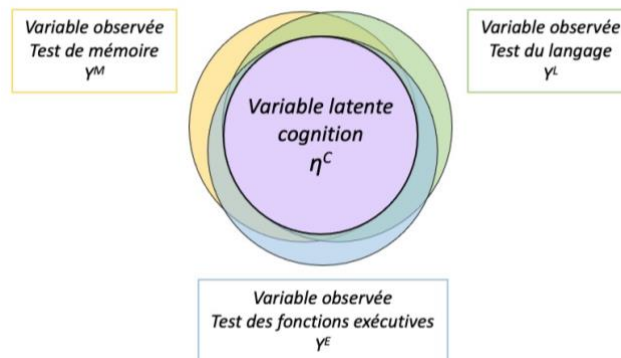 Variable observée
Test de mémoire
Y^M
Variable observée
Test du langage
Y^L
Variable latente
cognition
η^C
Variable observée
Test des fonctions exécutives
Y^E